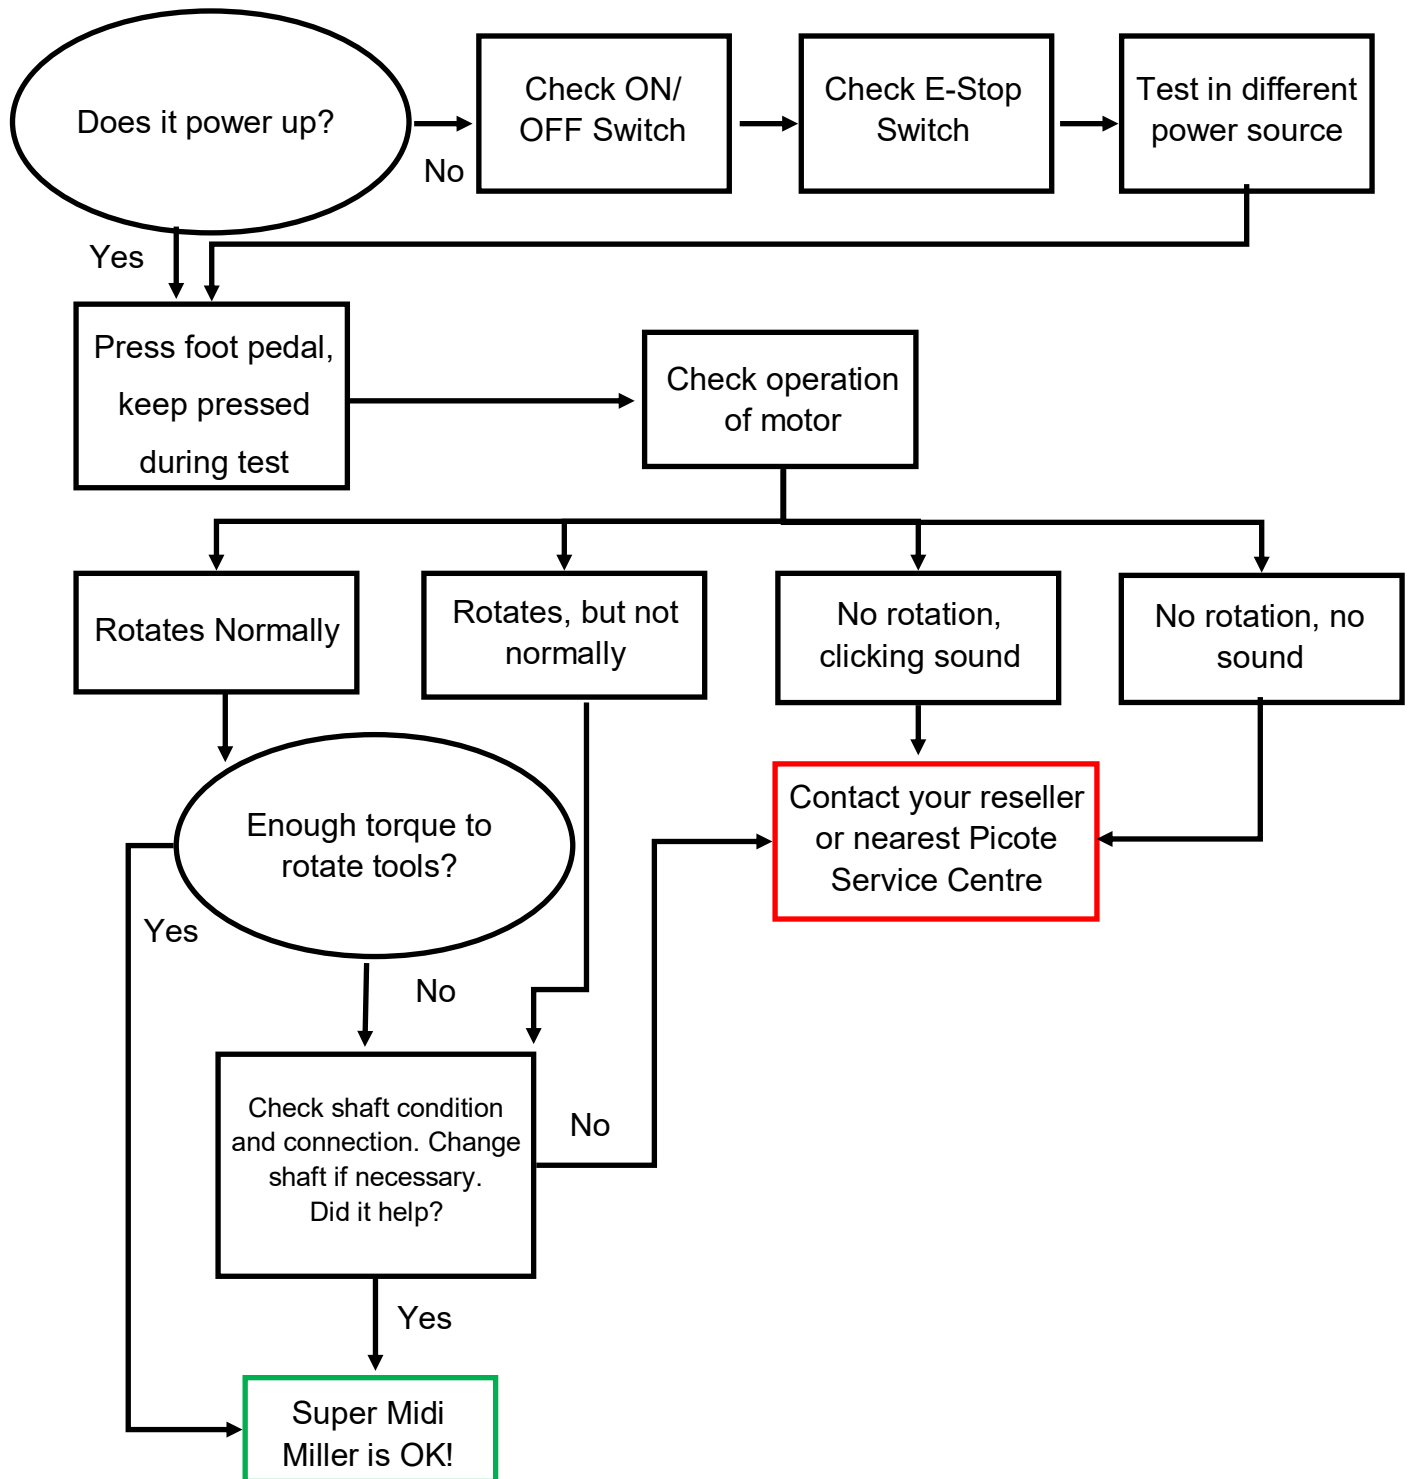 Does it power up?
No
Check ON/
OFF Switch
Check E-Stop
Switch
Test in different
power source
Yes
Press foot pedal,
keep pressed
during test
Check operation
of motor
Rotates Normally
Rotates, but not
normally
No rotation,
clicking sound
No rotation, no
sound
Enough torque to
rotate tools?
Yes
No
Contact your reseller
or nearest Picote
Service Centre
Check shaft condition
and connection. Change
shaft if necessary.
Did it help?
No
Yes
Super Midi
Miller is OK!